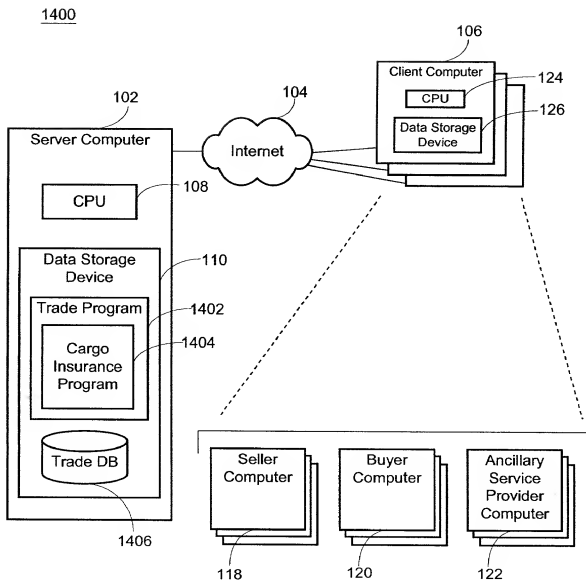 1400
106
Client Computer
124
CPU
126
Data Storage
Device
104
Internet
102
Server Computer
CPU
108
Data Storage
Device
110
Trade Program
1402
Cargo
Insurance
Program
1404
Trade DB
1406
Seller
Computer
118
Buyer
Computer
120
Ancillary
Service
Provider
Computer
122